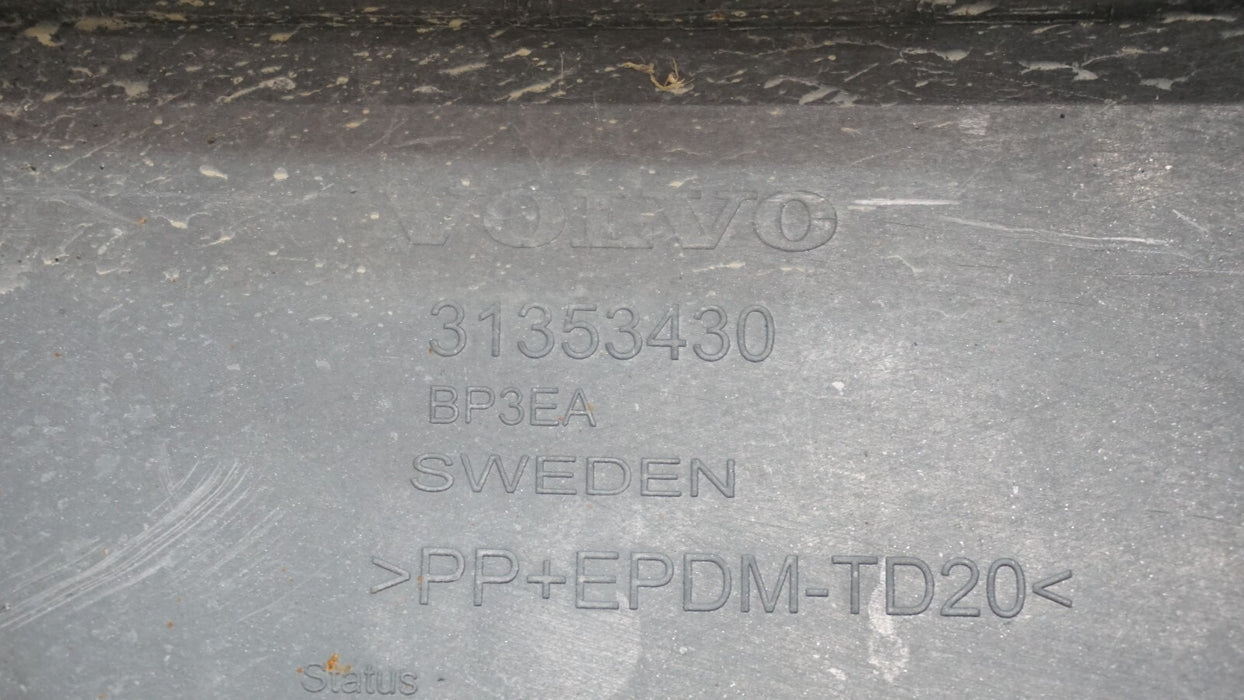 VOLVO
31353430
BP3EA
SWEDEN
>PP+EPDM-TD20<
Status